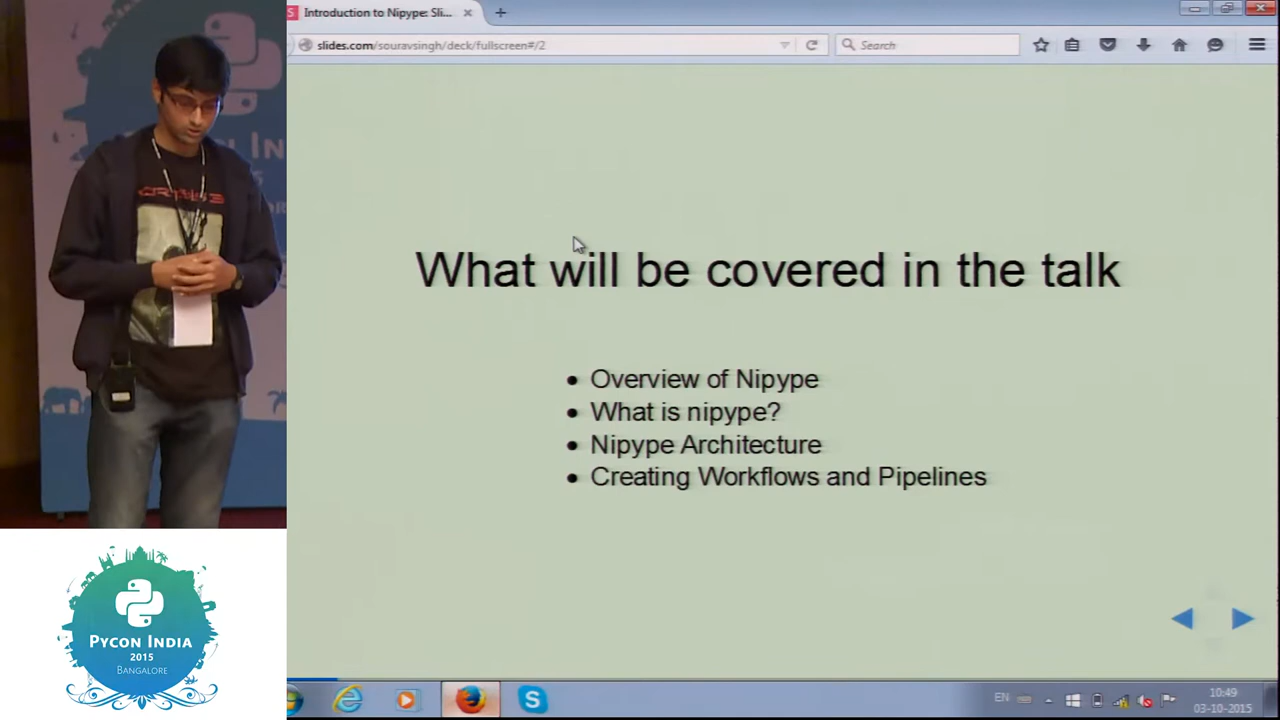 Introduction to Nipype: Sli...
slides.com/souravsingh/deck/fullscreen#/2
Search
What will be covered in the talk
• Overview of Nipype
• What is nipype?
• Nipype Architecture
• Creating Workflows and Pipelines
EN
10:49
03-10-2015
PYCON INDIA
2015
BANGALORE